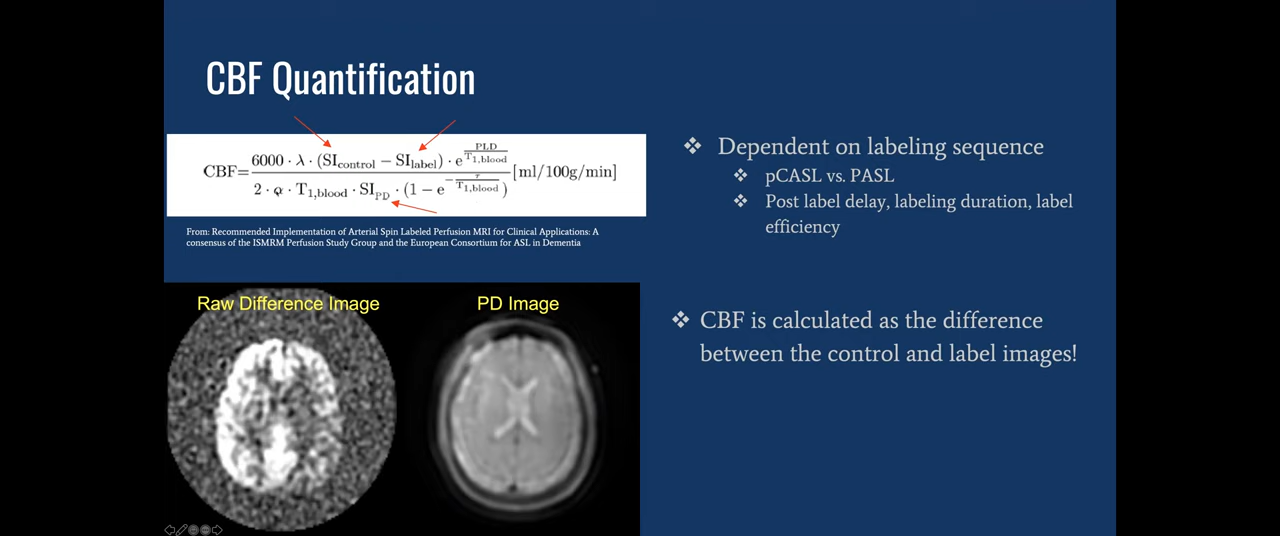 CBF Quantification
CBF= 6000 · λ · (SI_control − SI_label) · e^(PLD / T_1,blood) / 2 · α · T_1,blood · SI_PD · (1 − e^(− τ / T_1,blood)) [ml/100g/min]
From: Recommended Implementation of Arterial Spin Labeled Perfusion MRI for Clinical Applications: A
consensus of the ISMRM Perfusion Study Group and the European Consortium for ASL in Dementia
Raw Difference Image
PD Image
❖ Dependent on labeling sequence
❖ pCASL vs. PASL
❖ Post label delay, labeling duration, label
efficiency
❖ CBF is calculated as the difference
between the control and label images!